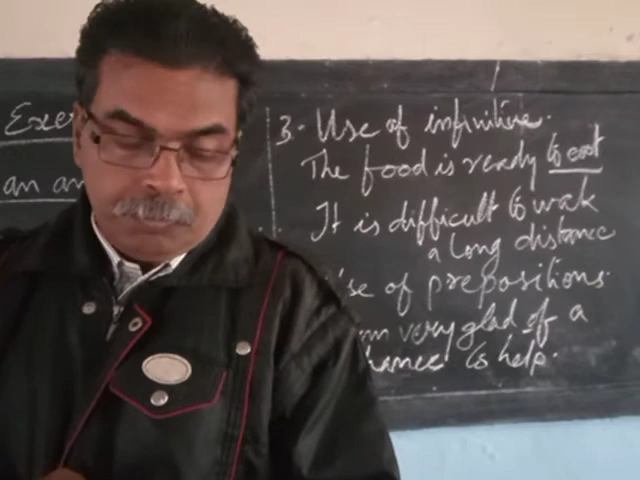 Exer
an an
3. Use of infinitive.
The food is ready to eat
It is difficult to walk
a long distance
Use of prepositions.
am very glad of a
hance to help.